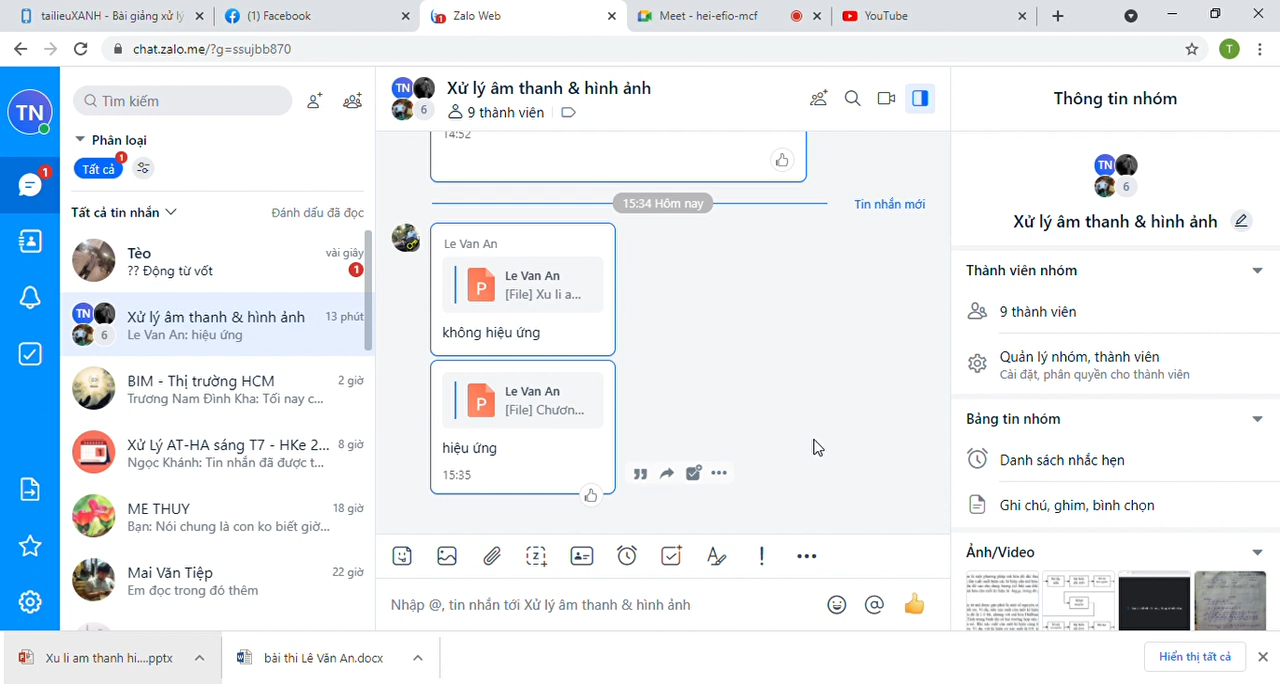 tailieuXANH - Bài giảng xử lý
(1) Facebook
Zalo Web
Meet - hei-efio-mcf
YouTube
chat.zalo.me/?g=ssujbb870
T
TN
Tìm kiếm
Phân loại
Tất cả
1
1
Tất cả tin nhắn
Đánh dấu đã đọc
Tèo
vài giây
?? Động từ vốt
1
TN
6
Xử lý âm thanh & hình ảnh
13 phút
Le Van An: hiệu ứng
BIM - Thị trường HCM
2 giờ
Trương Nam Đình Kha: Tối nay c...
Xử Lý AT-HA sáng T7 - HKe 2...
8 giờ
Ngọc Khánh: Tin nhắn đã được t...
ME THUY
18 giờ
Bạn: Nói chung là con ko biết giờ...
Mai Văn Tiệp
22 giờ
Em đọc trong đó thêm
TN
6
Xử lý âm thanh & hình ảnh
9 thành viên
14:52
15:34 Hôm nay
Tin nhắn mới
Le Van An
Le Van An
[File] Xu li a...
không hiệu ứng
Le Van An
[File] Chươn...
hiệu ứng
15:35
Nhập @, tin nhắn tới Xử lý âm thanh & hình ảnh
Thông tin nhóm
TN
6
Xử lý âm thanh & hình ảnh
Thành viên nhóm
9 thành viên
Quản lý nhóm, thành viên
Cài đặt, phân quyền cho thành viên
Bảng tin nhóm
Danh sách nhắc hẹn
Ghi chú, ghim, bình chọn
Ảnh/Video
Xu li am thanh hi....pptx
bài thi Lê Văn An.docx
Hiển thị tất cả